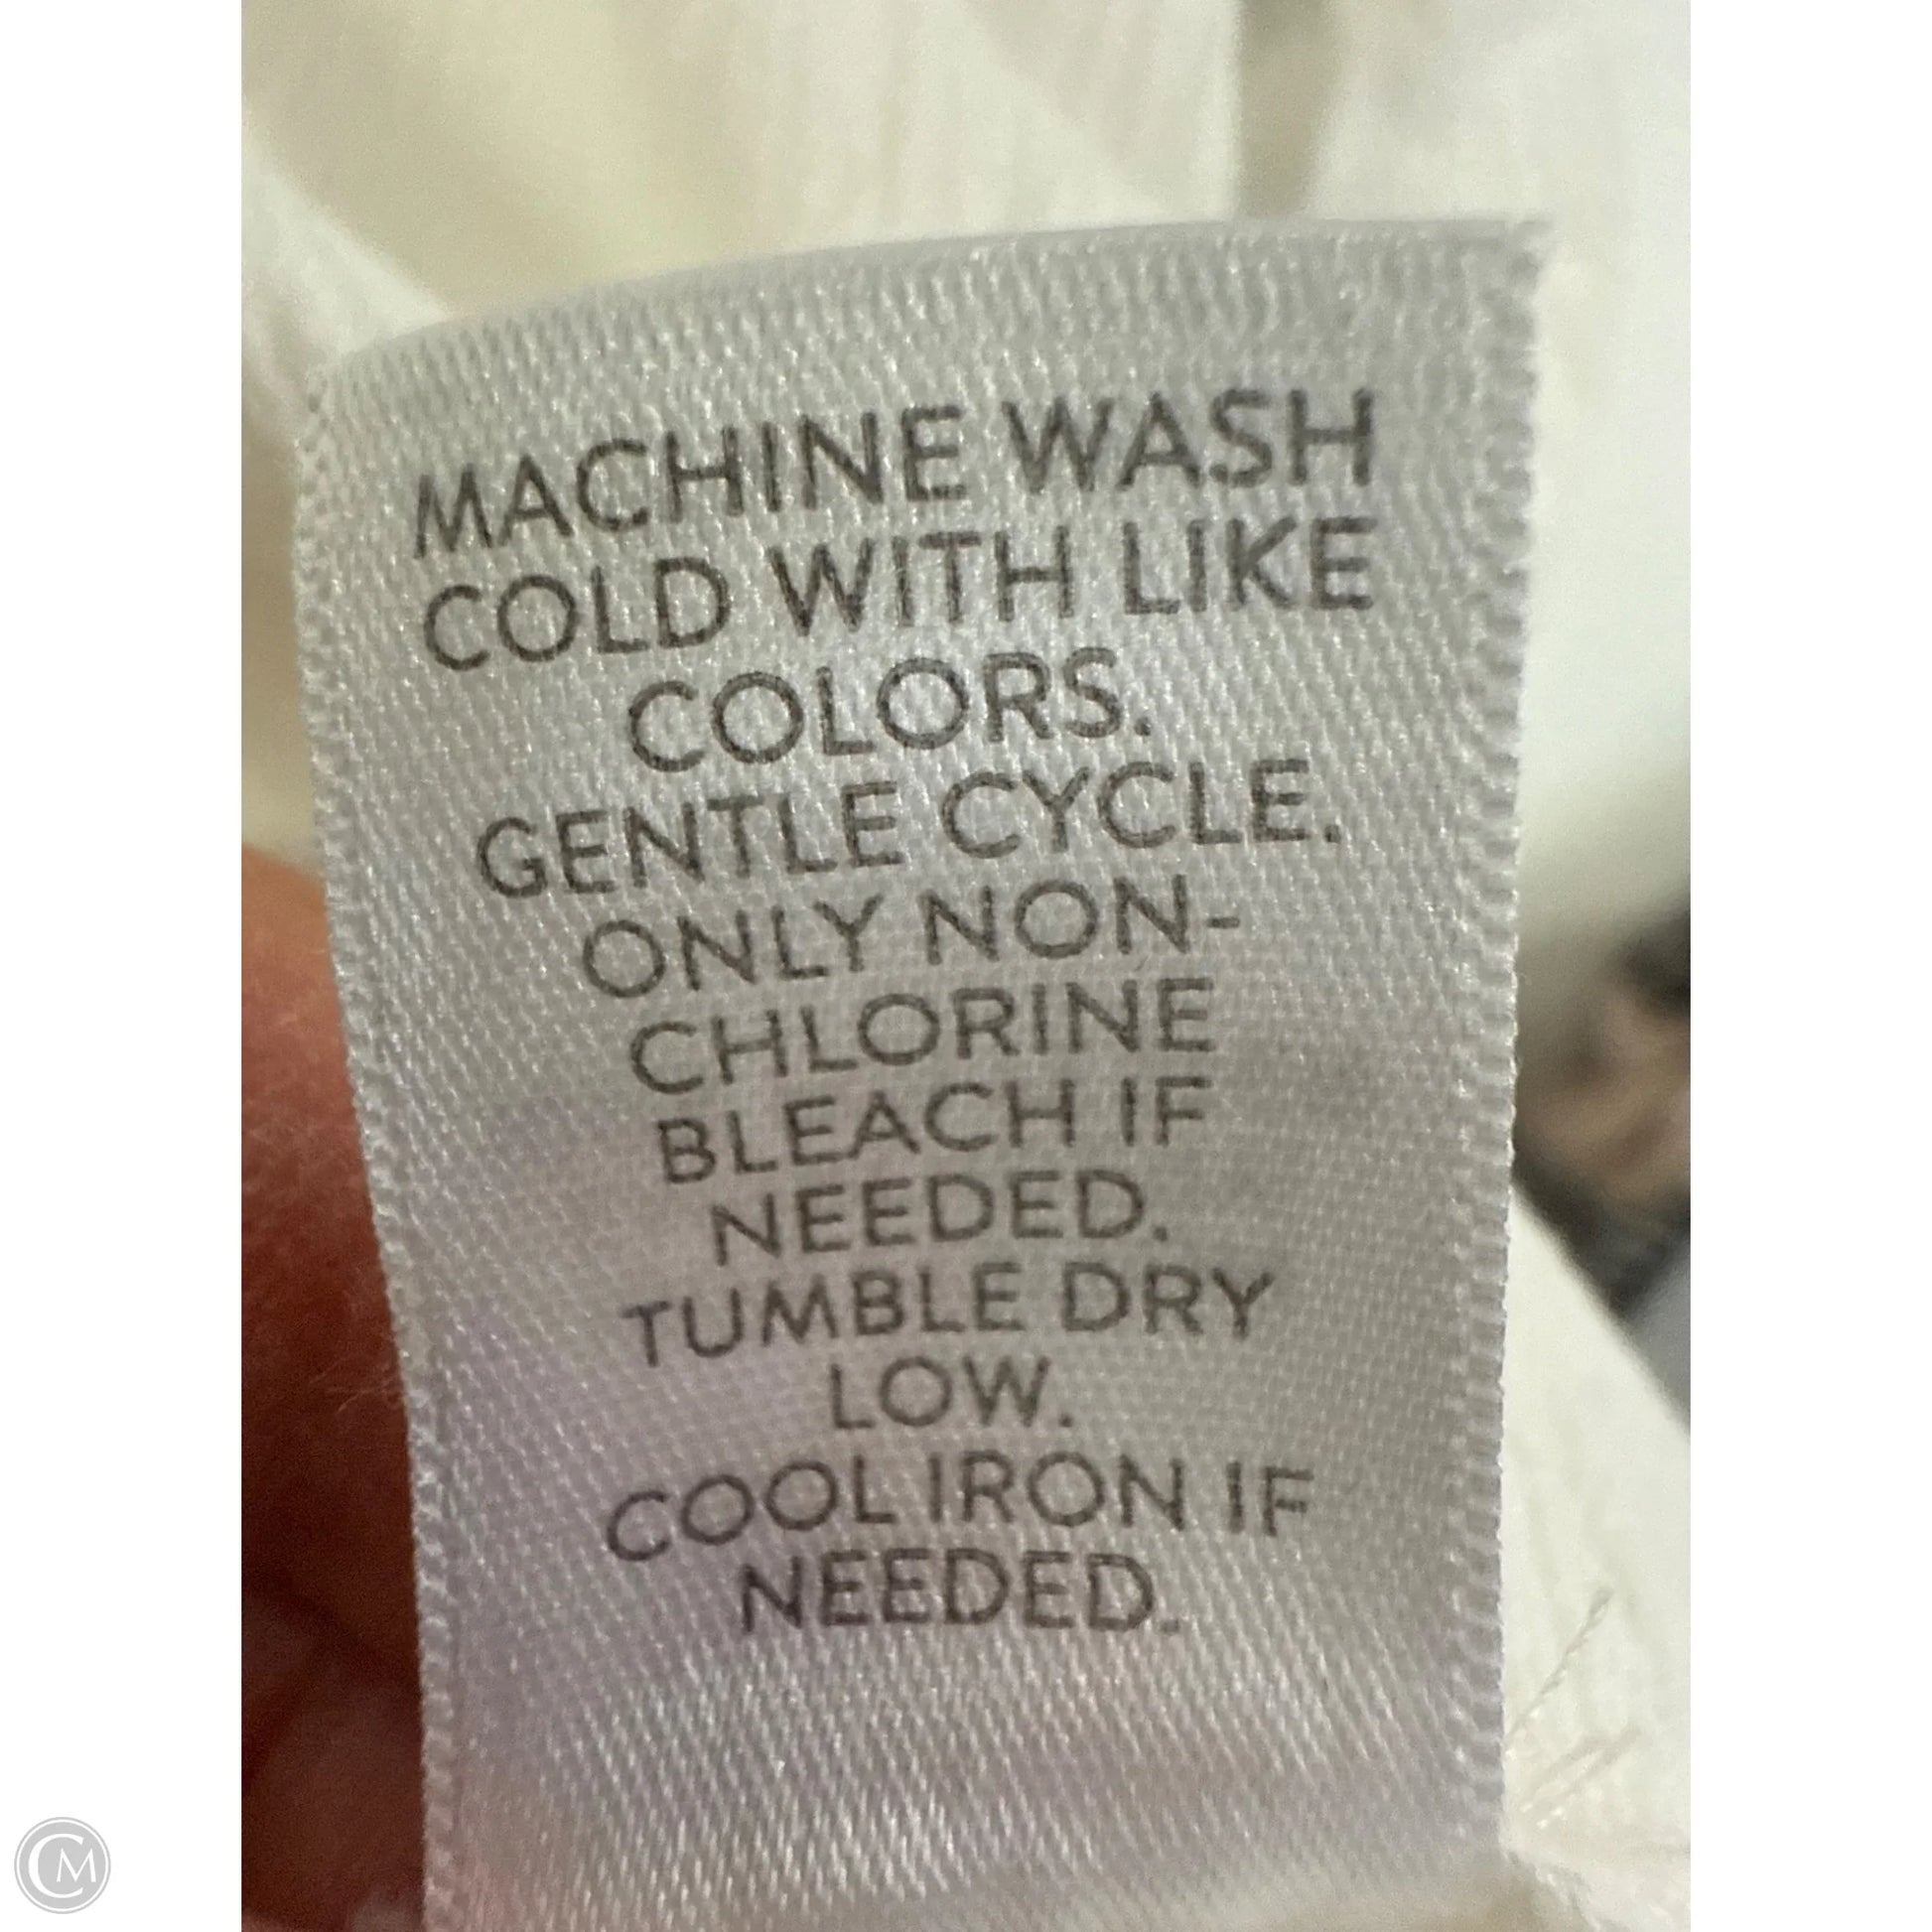 MACHINE WASH
COLD WITH LIKE
COLORS.
GENTLE CYCLE.
ONLY NON-
CHLORINE
BLEACH IF
NEEDED.
TUMBLE DRY
LOW.
COOL IRON IF
NEEDED.
CM